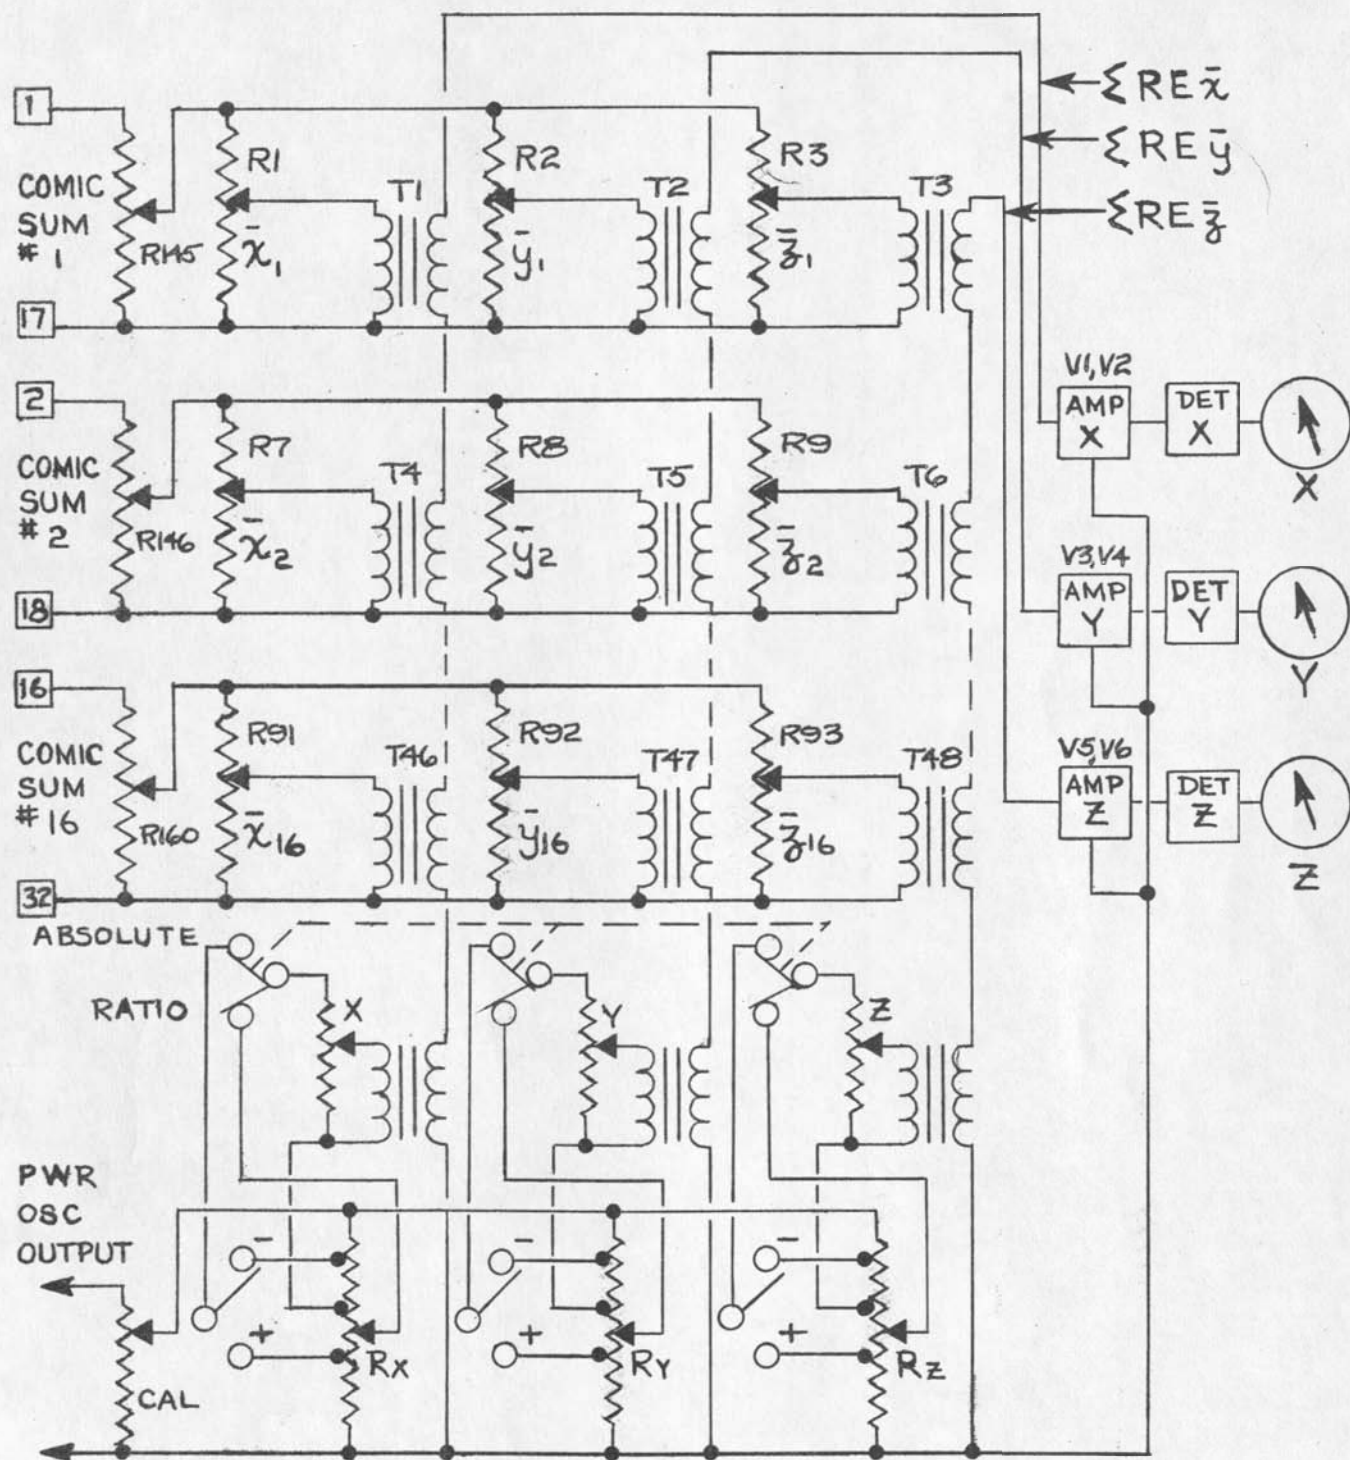 Σ RE x̄
Σ RE ȳ
Σ RE z̄
1
COMIC
SUM
# 1
R145
17
R1
x̄1
T1
R2
ȳ1
T2
R3
z̄1
T3
2
COMIC
SUM
# 2
R146
18
R7
x̄2
T4
R8
ȳ2
T5
R9
z̄2
T6
16
COMIC
SUM
# 16
R160
32
R91
x̄16
T46
R92
ȳ16
T47
R93
z̄16
T48
V1,V2
AMP
X
DET
X
X
V3,V4
AMP
Y
DET
Y
Y
V5,V6
AMP
Z
DET
Z
Z
ABSOLUTE
RATIO
X
Y
Z
PWR
OSC
OUTPUT
CAL
-
+
RX
-
+
RY
-
+
RZ